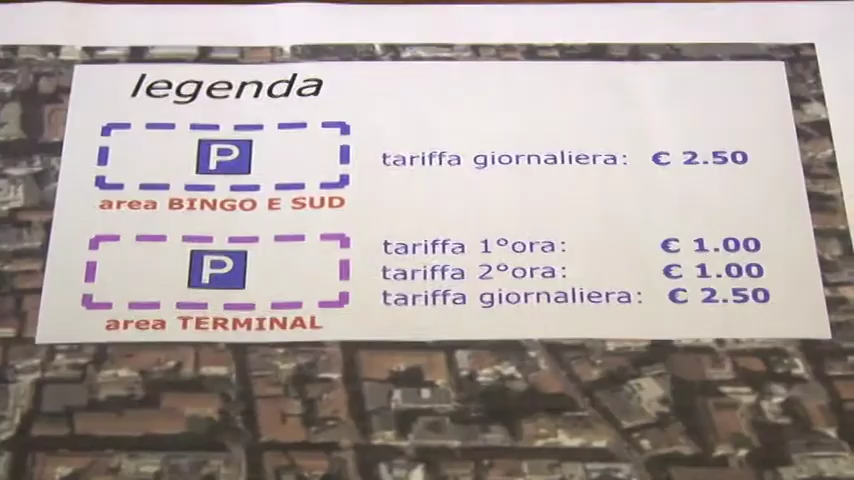 legenda
P
tariffa giornaliera: € 2.50
area BINGO E SUD
P
tariffa 1°ora: € 1.00
tariffa 2°ora: € 1.00
tariffa giornaliera: € 2.50
area TERMINAL